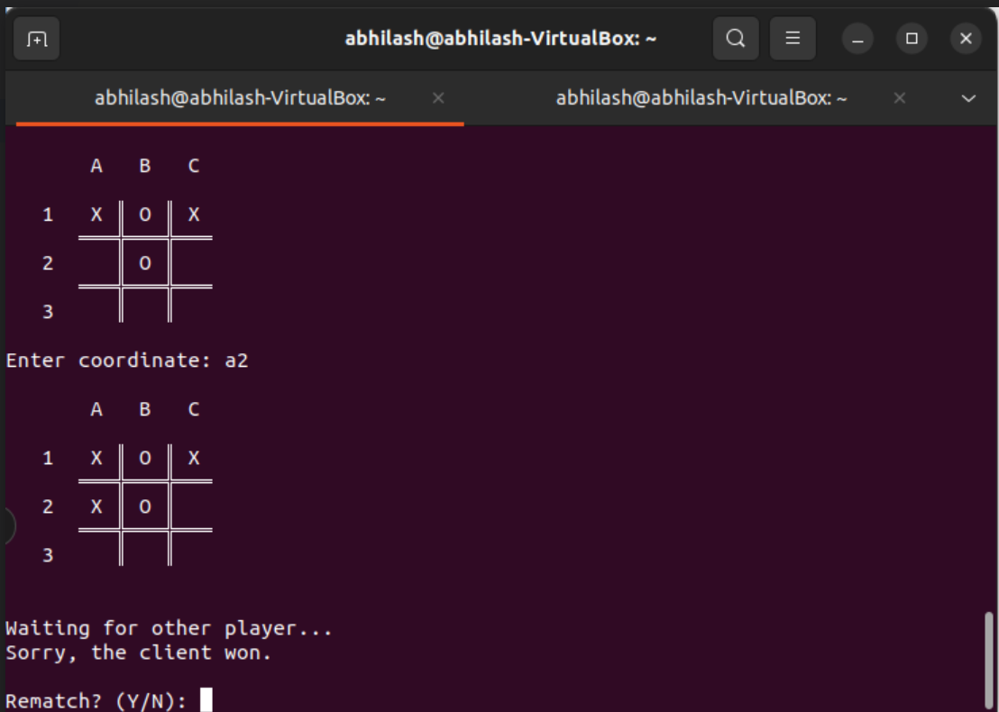 abhilash@abhilash-VirtualBox: ~
abhilash@abhilash-VirtualBox: ~ abhilash@abhilash-VirtualBox: ~
A B C
1 X O X
2 O
3
Enter coordinate: a2
A B C
1 X O X
2 X O
3
Waiting for other player...
Sorry, the client won.
Rematch? (Y/N):